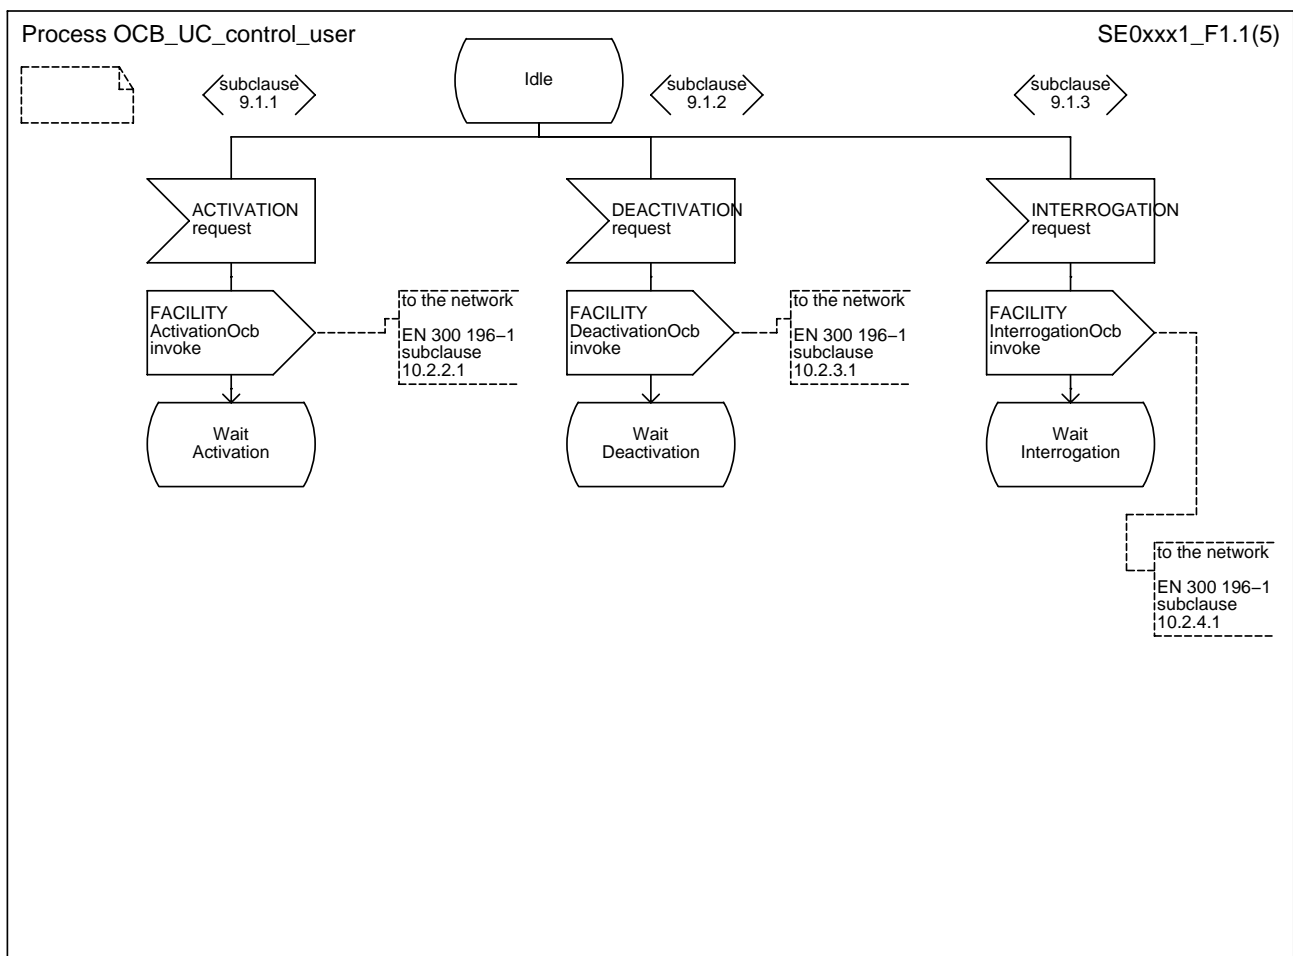 Process OCB_UC_control_user
SE0xxx1_F1.1(5)
subclause
9.1.1
Idle
subclause
9.1.2
subclause
9.1.3
ACTIVATION
request
DEACTIVATION
request
INTERROGATION
request
FACILITY
ActivationOcb
invoke
to the network
EN 300 196−1
subclause
10.2.2.1
FACILITY
DeactivationOcb
invoke
to the network
EN 300 196−1
subclause
10.2.3.1
FACILITY
InterrogationOcb
invoke
Wait
Activation
Wait
Deactivation
Wait
Interrogation
to the network
EN 300 196−1
subclause
10.2.4.1